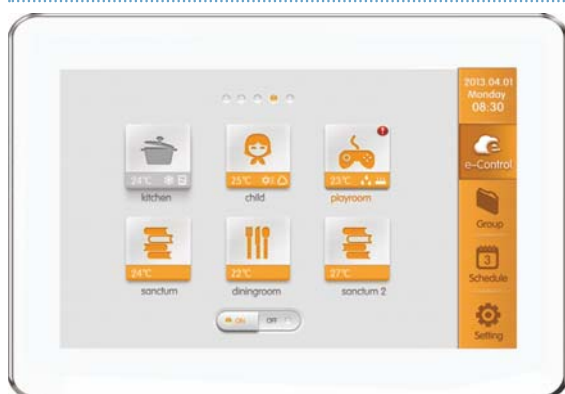 2013.04.01
Monday
08:30
e-Control
24℃
25℃
23℃
kitchen
child
playroom
Group
24℃
22℃
27℃
3
Schedule
sanctum
diningroom
sanctum 2
ON
OFF
Setting